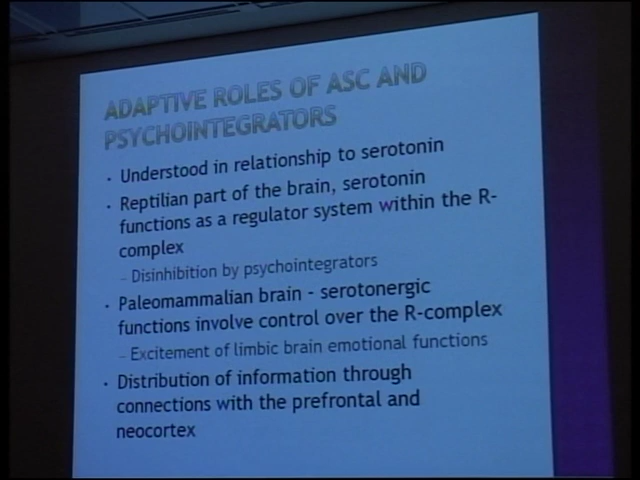 ADAPTIVE ROLES OF ASC AND
PSYCHOINTEGRATORS
· Understood in relationship to serotonin
· Reptilian part of the brain, serotonin
functions as a regulator system within the R-
complex
– Disinhibition by psychointegrators
· Paleomammalian brain - serotonergic
functions involve control over the R-complex
– Excitement of limbic brain emotional functions
· Distribution of information through
connections with the prefrontal and
neocortex